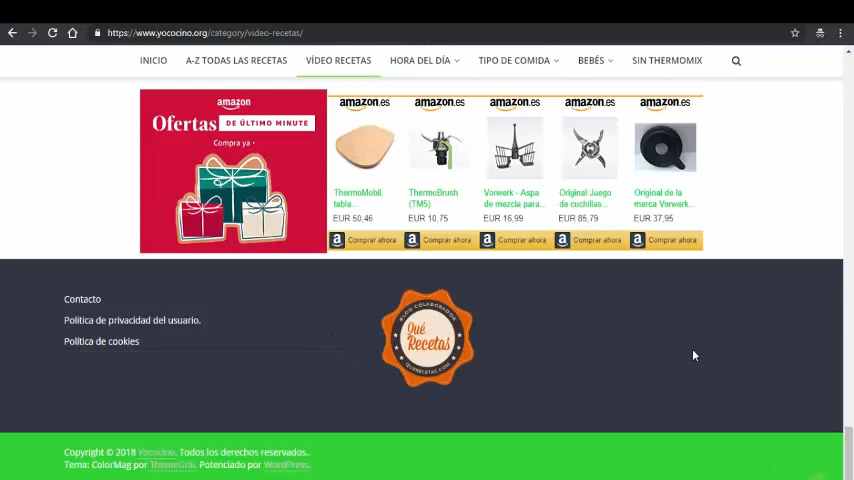 https://www.yococino.org/category/video-recetas/
INICIO A-Z TODAS LAS RECETAS VÍDEO RECETAS HORA DEL DÍA TIPO DE COMIDA BEBÉS SIN THERMOMIX
amazon
Ofertas DE ÚLTIMO MINUTE
Compra ya
amazon.es amazon.es amazon.es amazon.es amazon.es
ThermoMobil, tabla...
EUR 50,46
Comprar ahora
ThermoBrush (TM5)
EUR 10,75
Comprar ahora
Vorwerk - Aspa de mezcla para...
EUR 16,99
Comprar ahora
Original Juego de cuchillas...
EUR 85,79
Comprar ahora
Original de la marca Vorwerk...
EUR 37,95
Comprar ahora
Contacto
Política de privacidad del usuario.
Política de cookies
BLOG COLABORADOR
Qué Recetas
QUERECETAS.COM
Copyright © 2018 Yococino. Todos los derechos reservados..
Tema: ColorMag por ThemeGrill. Potenciado por WordPress.